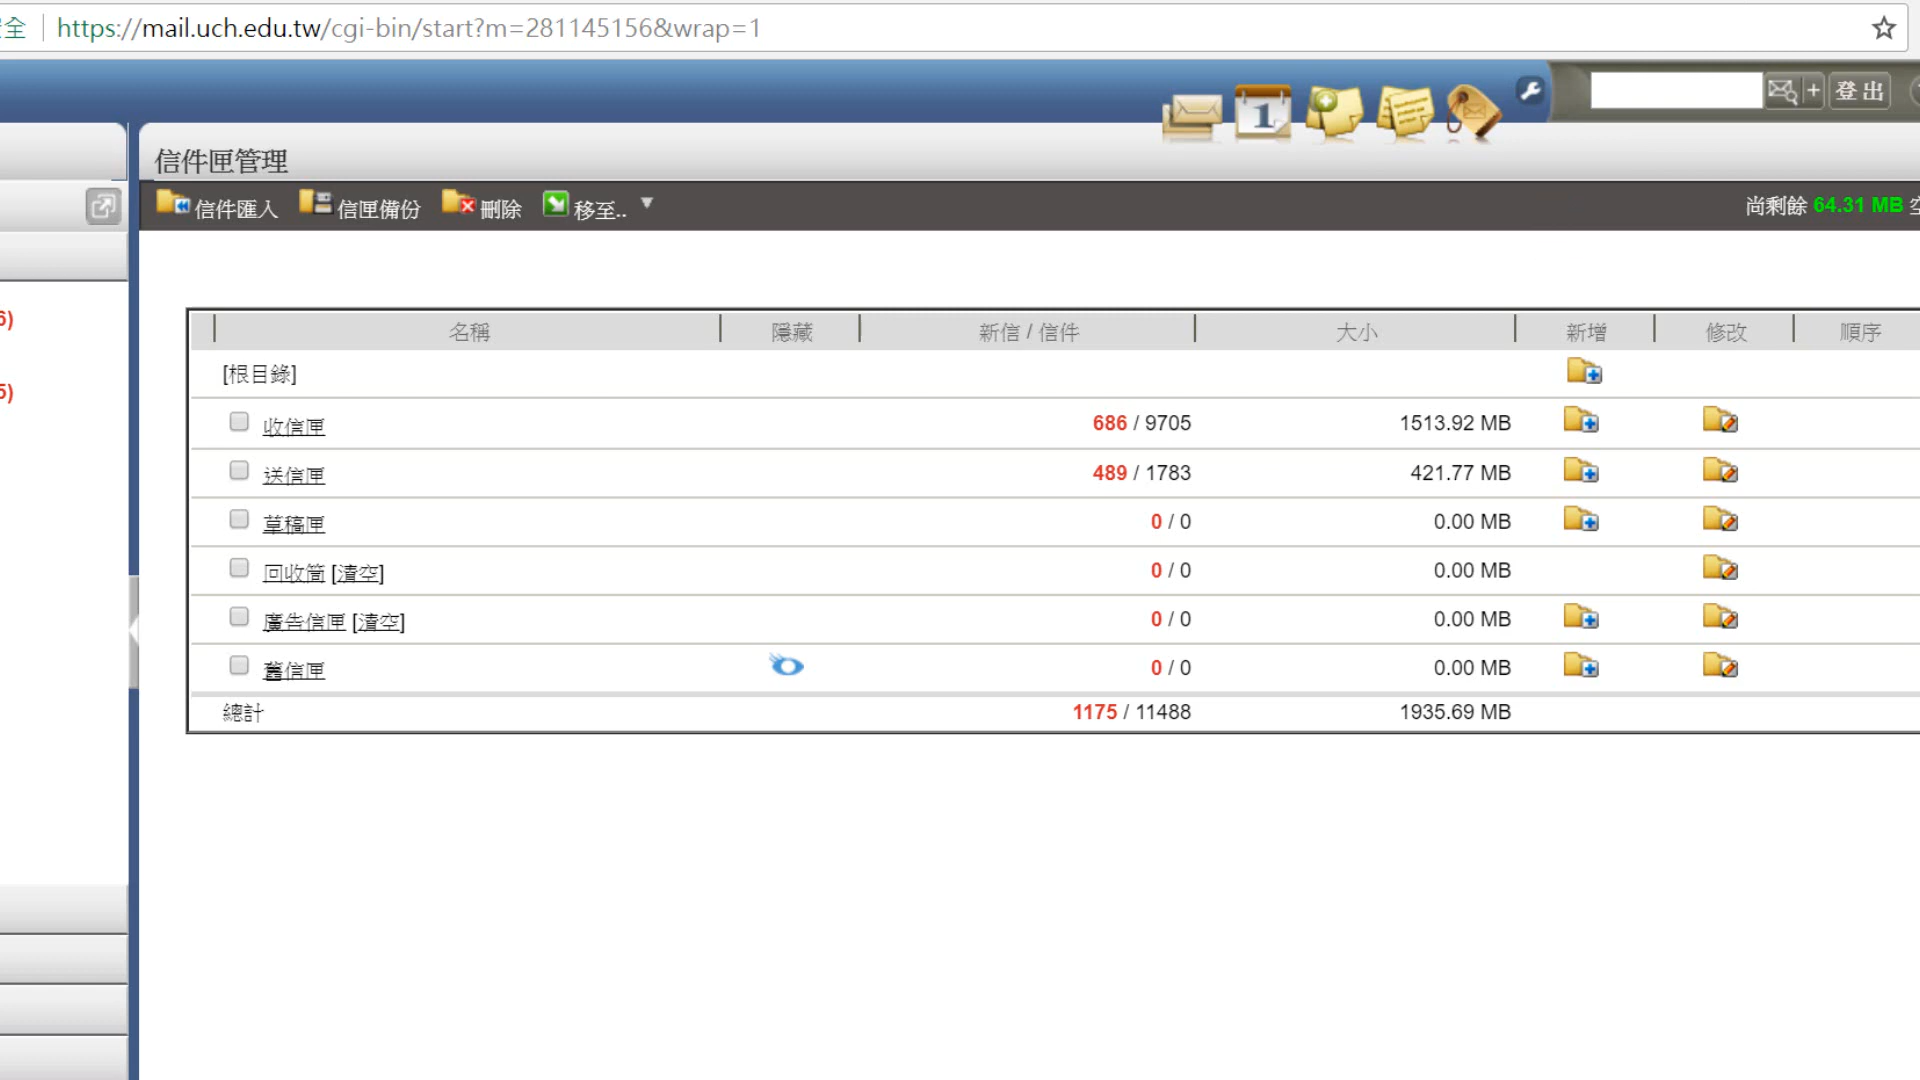 全 https://mail.uch.edu.tw/cgi-bin/start?m=281145156&wrap=1
1
+ 登出
信件匣管理
信件匯入 信匣備份 刪除 移至..
尚剩餘 64.31 MB 空
名稱 隱藏 新信 / 信件 大小 新增 修改 順序
6)
[根目錄]
5)
收信匣 686 / 9705 1513.92 MB
送信匣 489 / 1783 421.77 MB
草稿匣 0 / 0 0.00 MB
回收筒 [清空] 0 / 0 0.00 MB
廣告信匣 [清空] 0 / 0 0.00 MB
舊信匣 0 / 0 0.00 MB
總計 1175 / 11488 1935.69 MB